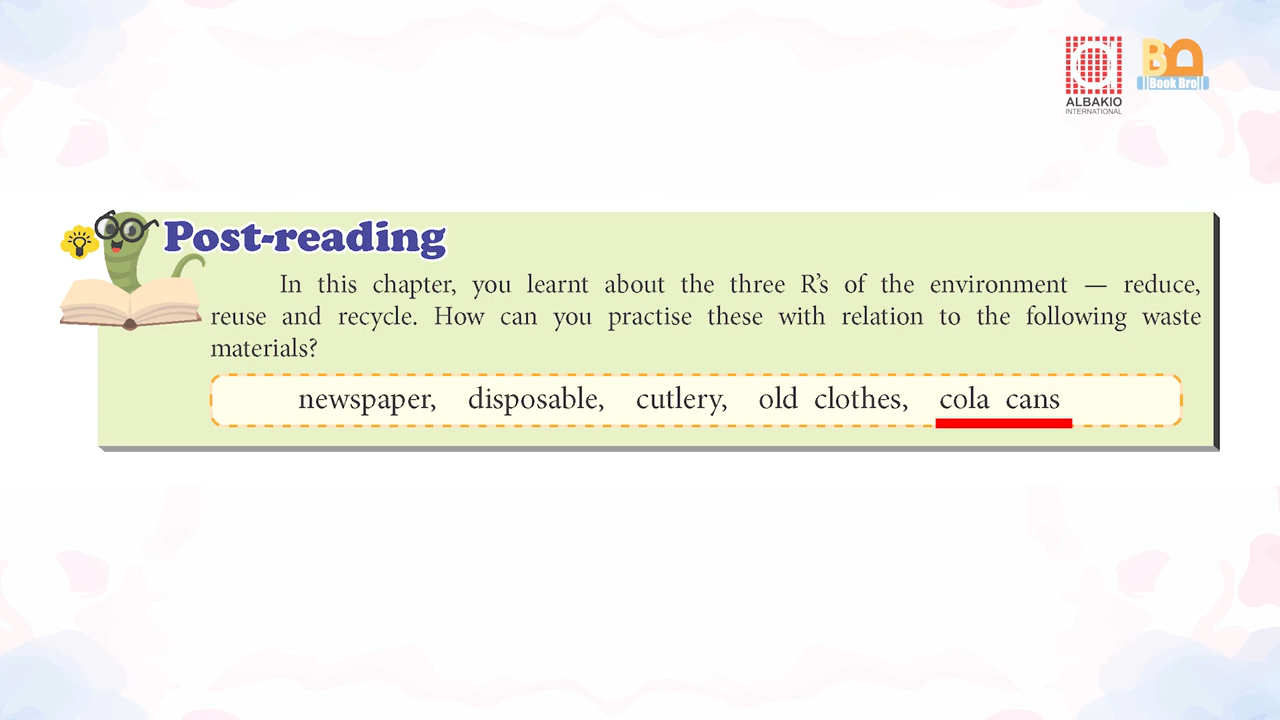 ALBAKIO
INTERNATIONAL
BQ
Book Bro
Post-reading
In this chapter, you learnt about the three R's of the environment — reduce,
reuse and recycle. How can you practise these with relation to the following waste
materials?
newspaper, disposable, cutlery, old clothes, cola cans